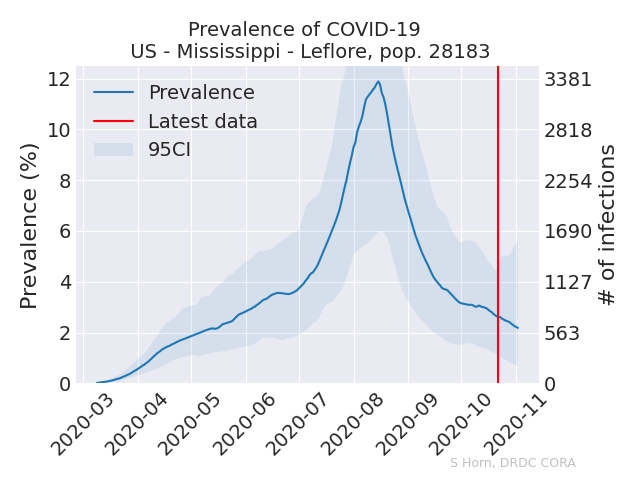 Prevalence of COVID-19
US - Mississippi - Leflore, pop. 28183
Prevalence
Latest data
95CI
Prevalence (%)
12
10
8
6
4
2
0
3381
2818
2254
1690
1127
563
0
# of infections
2020-03
2020-04
2020-05
2020-06
2020-07
2020-08
2020-09
2020-10
2020-11
S Horn, DRDC CORA